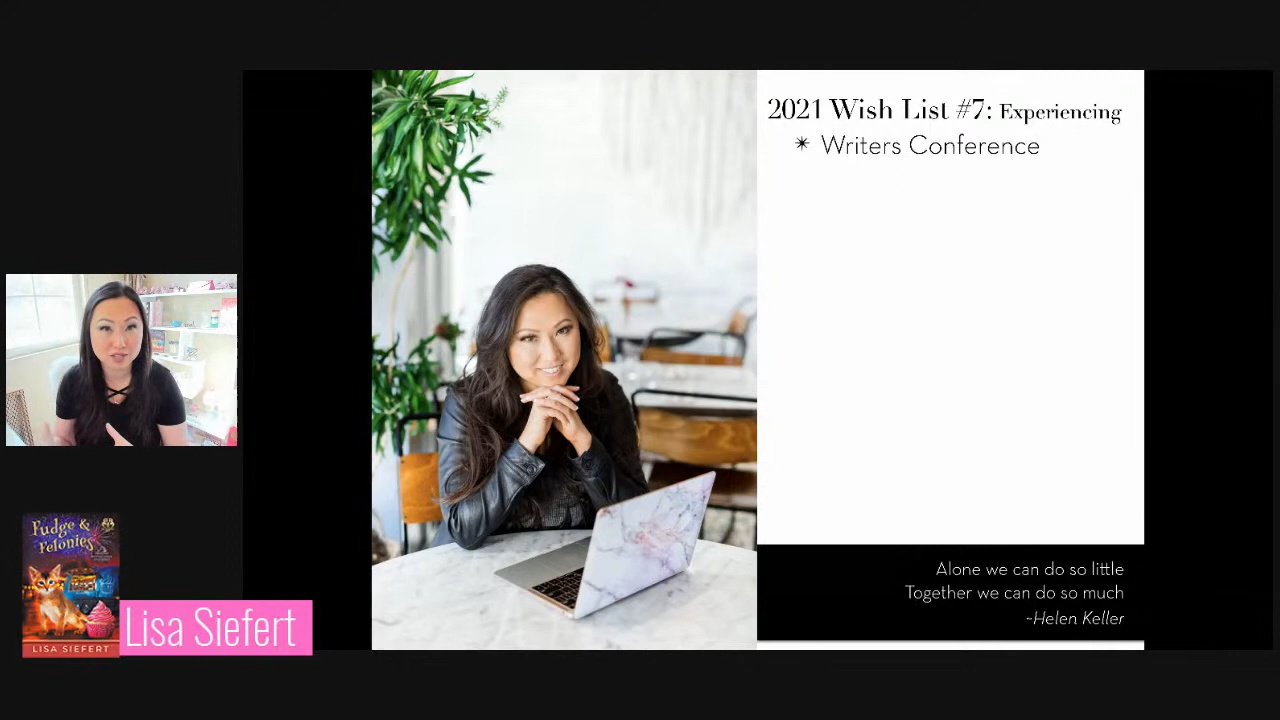 2021 Wish List #7: Experiencing
✴ Writers Conference
Alone we can do so little
Together we can do so much
~Helen Keller
Fudge &
Felonies
LISA SIEFERT
Lisa Siefert